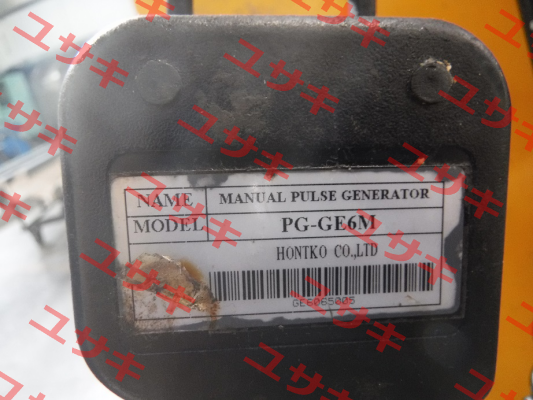 NAME MANUAL PULSE GENERATOR
MODEL PG-GE6M
HONTKO CO.,LTD
GE6065005
ユサキ